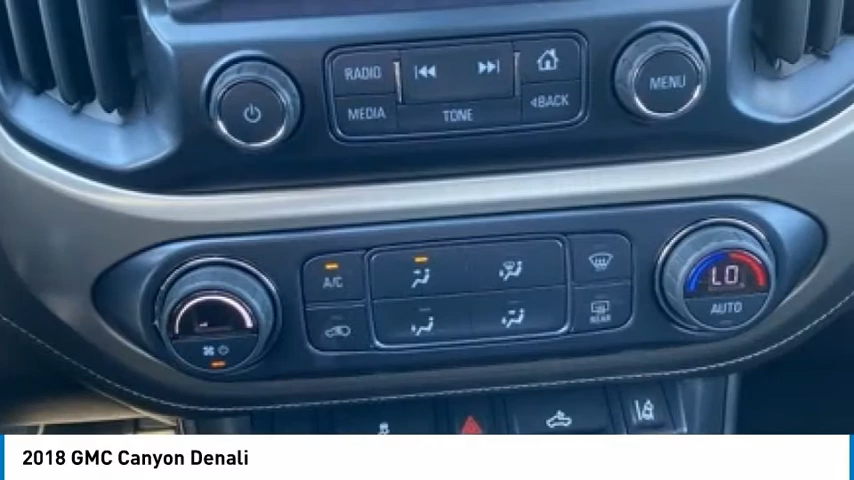 RADIO
MEDIA
TONE
BACK
MENU
A/C
REAR
LO
AUTO
2018 GMC Canyon Denali